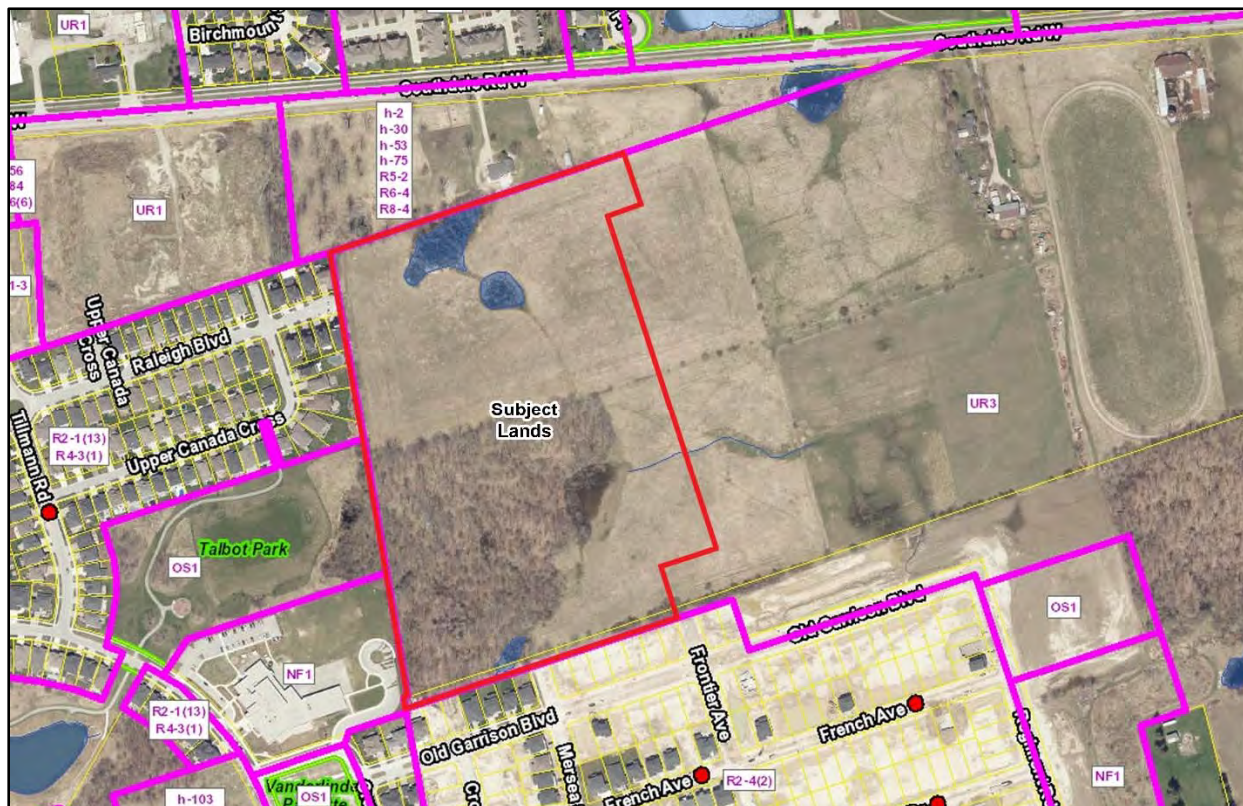 UR1
Birchmount
Southdale Rd W
Southdale Rd W
W
h-2
h-30
h-53
h-75
R5-2
R6-4
R8-4
56
84
6(6)
UR1
1-3
Upper Canada
Cross
Raleigh Blvd
Subject
Lands
UR3
Tillmann Rd
R2-1(13)
R4-3(1)
Upper Canada Cross
Talbot Park
OS1
OS1
Old Garrison Blvd
NF1
Frontier Ave
R2-1(13)
R4-3(1)
Old Garrison Blvd
French Ave
NF1
h-103
OS1
French Ave
R2-4(2)